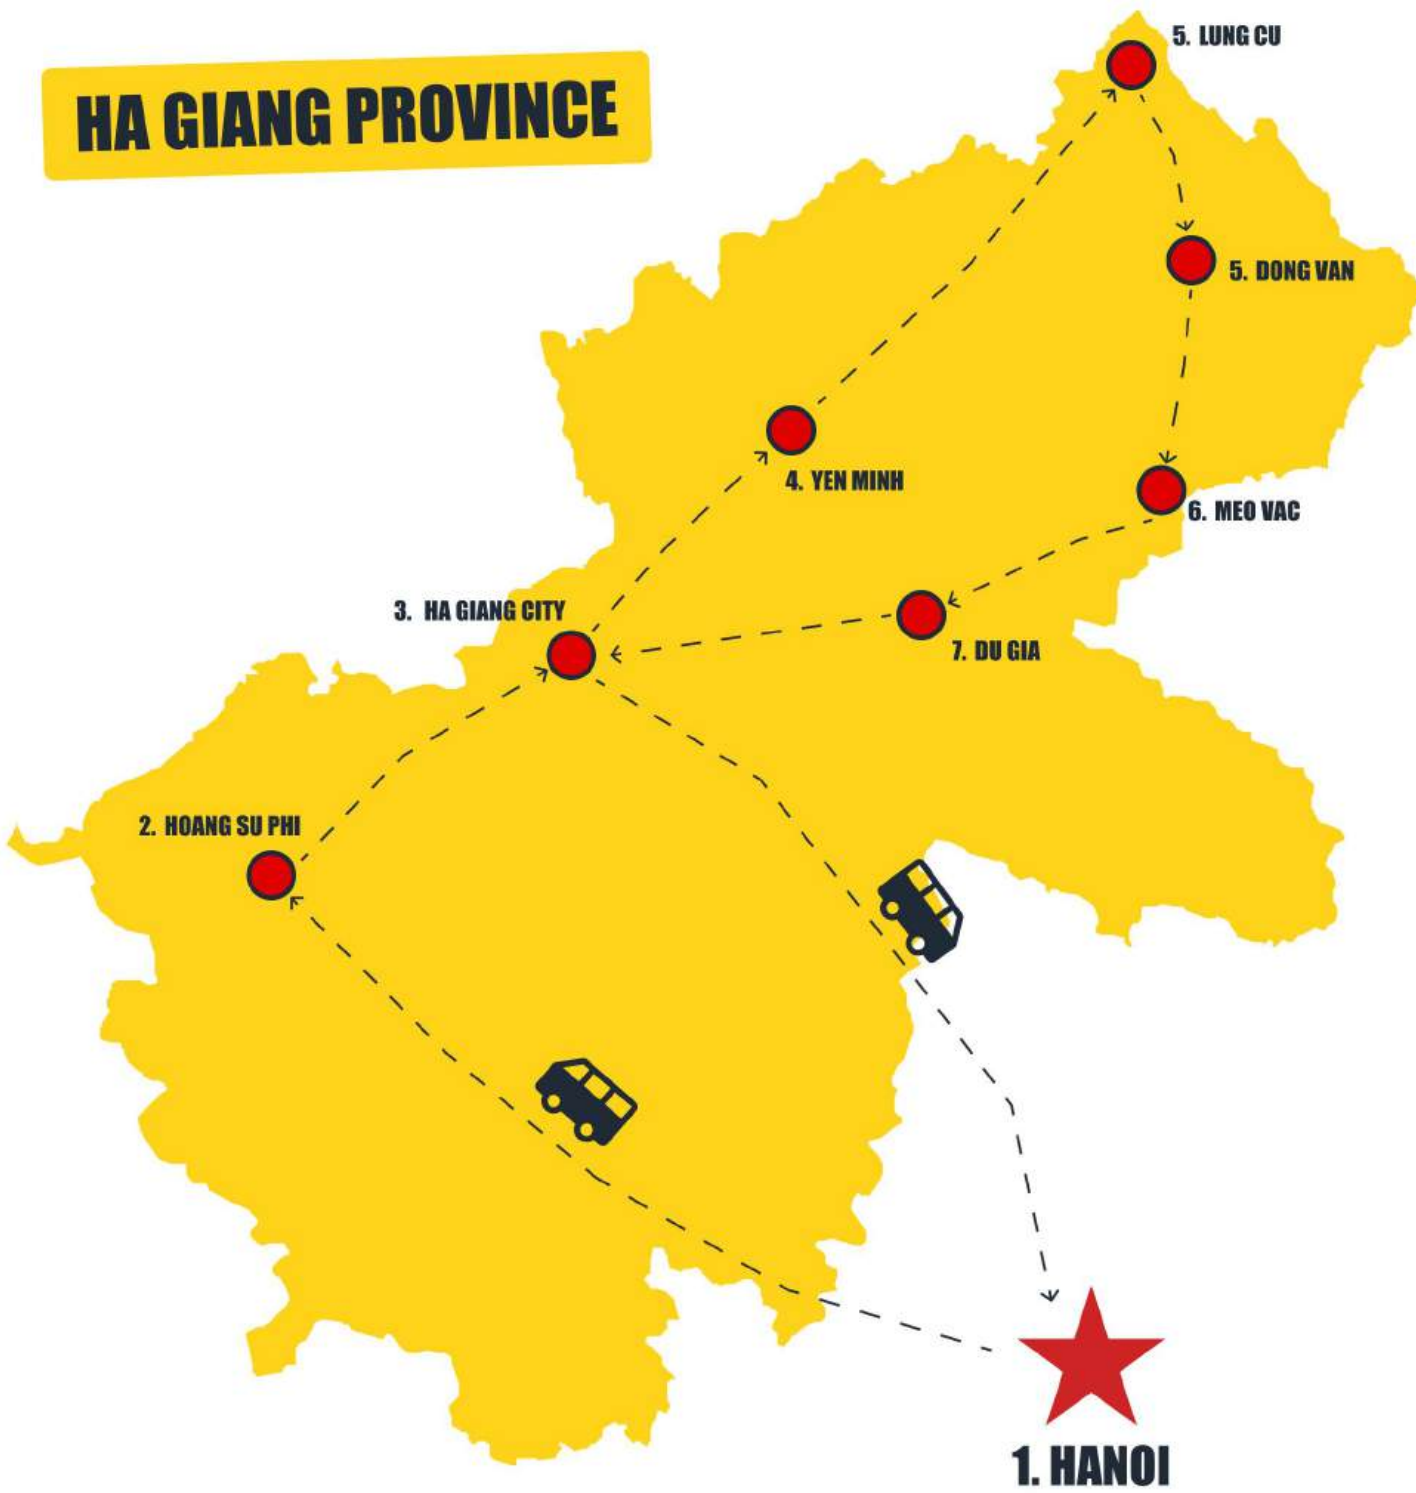 HA GIANG PROVINCE
5. LUNG CU
5. DONG VAN
4. YEN MINH
6. MEO VAC
3. HA GIANG CITY
7. DU GIA
2. HOANG SU PHI
1. HANOI